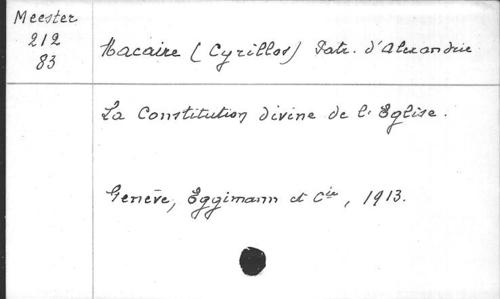 Meester
212
83
Macaire (Cyrillos) Patr. d'Alexandrie
La Constitution divine de l'Eglise.
Genève, Eggimann et Cie, 1913.